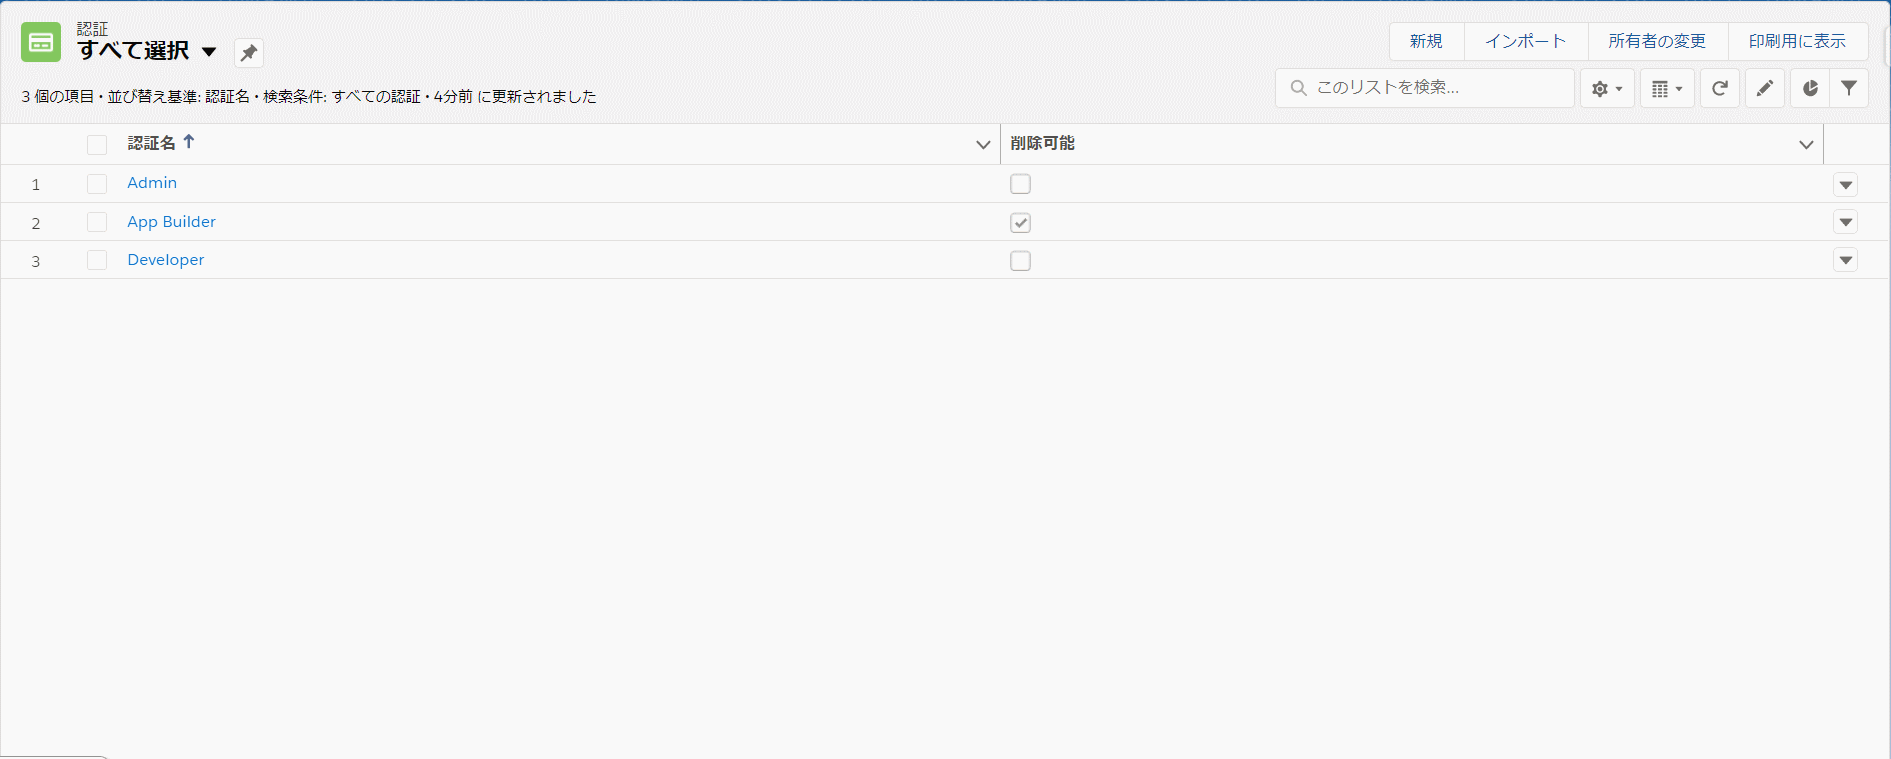 認証
すべて選択
新規 インポート 所有者の変更 印刷用に表示
3 個の項目・並び替え基準: 認証名・検索条件: すべての認証・4分前 に更新されました
このリストを検索...
認証名 削除可能
1 Admin
2 App Builder
3 Developer